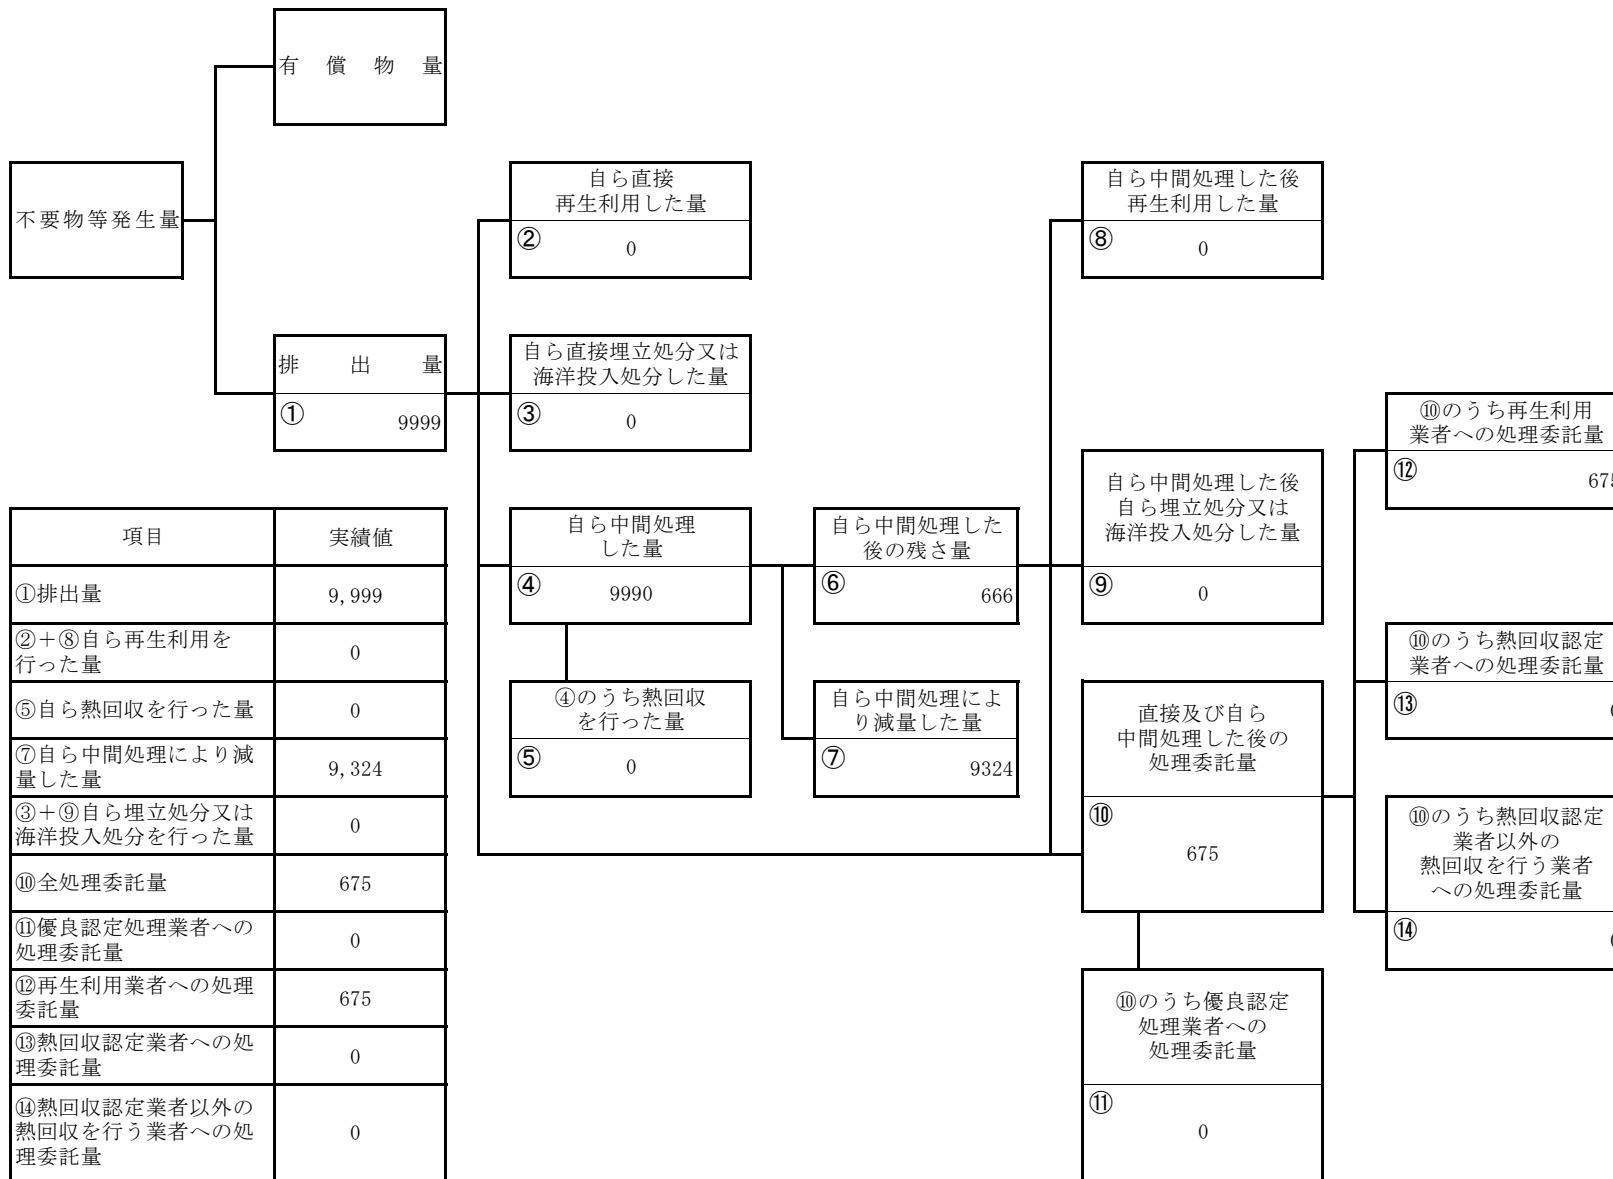 有償物量
不要物等発生量
排出量
① 9999
自ら直接
再生利用した量
② 0
自ら直接埋立処分又は
海洋投入処分した量
③ 0
自ら中間処理
した量
④ 9990
④のうち熱回収
を行った量
⑤ 0
自ら中間処理した
後の残さ量
⑥ 666
自ら中間処理によ
り減量した量
⑦ 9324
自ら中間処理した後
再生利用した量
⑧ 0
自ら中間処理した後
自ら埋立処分又は
海洋投入処分した量
⑨ 0
直接及び自ら
中間処理した後の
処理委託量
⑩
675
⑩のうち優良認定
処理業者への
処理委託量
⑪
0
⑩のうち再生利用
業者への処理委託量
⑫ 675
⑩のうち熱回収認定
業者への処理委託量
⑬
⑩のうち熱回収認定
業者以外の
熱回収を行う業者
への処理委託量
⑭
項目 実績値
①排出量 9,999
②+⑧自ら再生利用を
行った量 0
⑤自ら熱回収を行った量 0
⑦自ら中間処理により減
量した量 9,324
③+⑨自ら埋立処分又は
海洋投入処分を行った量 0
⑩全処理委託量 675
⑪優良認定処理業者への
処理委託量 0
⑫再生利用業者への処理
委託量 675
⑬熱回収認定業者への処
理委託量 0
⑭熱回収認定業者以外の
熱回収を行う業者への処
理委託量 0